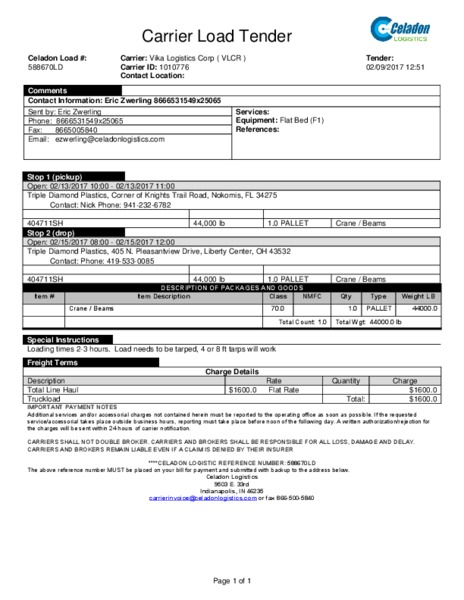 Carrier Load Tender
Celadon
LOGISTICS
Celadon Load #: Carrier: Vika Logistics Corp ( VLCR ) Tender:
588670LD Carrier ID: 1010776 02/09/2017 12:51
Contact Location:
Comments
Contact Information: Eric Zwerling 8666531549x25065
Sent by: Eric Zwerling Services:
Phone: 8666531549x25065 Equipment: Flat Bed (F1)
Fax: 8665005840 References:
Email: ezwerling@celadonlogistics.com
Stop 1 (pickup)
Open: 02/13/2017 10:00 - 02/13/2017 11:00
Triple Diamond Plastics, Corner of Knights Trail Road, Nokomis, FL 34275
Contact: Nick Phone: 941-232-6782
404711SH 44,000 lb 1.0 PALLET Crane / Beams
Stop 2 (drop)
Open: 02/15/2017 08:00 - 02/15/2017 12:00
Triple Diamond Plastics, 405 N. Pleasantview Drive, Liberty Center, OH 43532
Contact: Phone: 419-533-0085
404711SH 44,000 lb 1.0 PALLET Crane / Beams
DESCRIPTION OF PACKAGES AND GOODS
Item # Item Description Class NMFC Qty Type Weight LB
Crane / Beams 70.0 1.0 PALLET 44000.0
Total Count: 1.0 Total Wgt: 44000.0 lb
Special Instructions
Loading times 2-3 hours. Load needs to be tarped, 4 or 8 ft tarps will work
Freight Terms
Charge Details
Description Rate Quantity Charge
Total Line Haul $1600.0 Flat Rate $1600.0
Truckload Total: $1600.0
IMPORTANT PAYMENT NOTES
Additional services and/or accessorial charges not contained herein must be reported to the operating office as soon as possible. If the requested
service/accessorial takes place outside business hours, reporting must take place before noon of the following day. A written authorization/rejection for
the charges will be sent within 24-hours of carrier notification.
CARRIERS SHALL NOT DOUBLE BROKER. CARRIERS AND BROKERS SHALL BE RESPONSIBLE FOR ALL LOSS, DAMAGE AND DELAY.
CARRIERS AND BROKERS REMAIN LIABLE EVEN IF A CLAIM IS DENIED BY THEIR INSURER
****CELADON LOGISTIC REFERENCE NUMBER: 588670LD
The above reference number MUST be placed on your bill for payment and submitted with backup to the address below.
Celadon Logistics
9503 E. 33rd
Indianapolis, IN 46235
carrierinvoice@celadonlogistics.com or fax 866-500-5840
Page 1 of 1